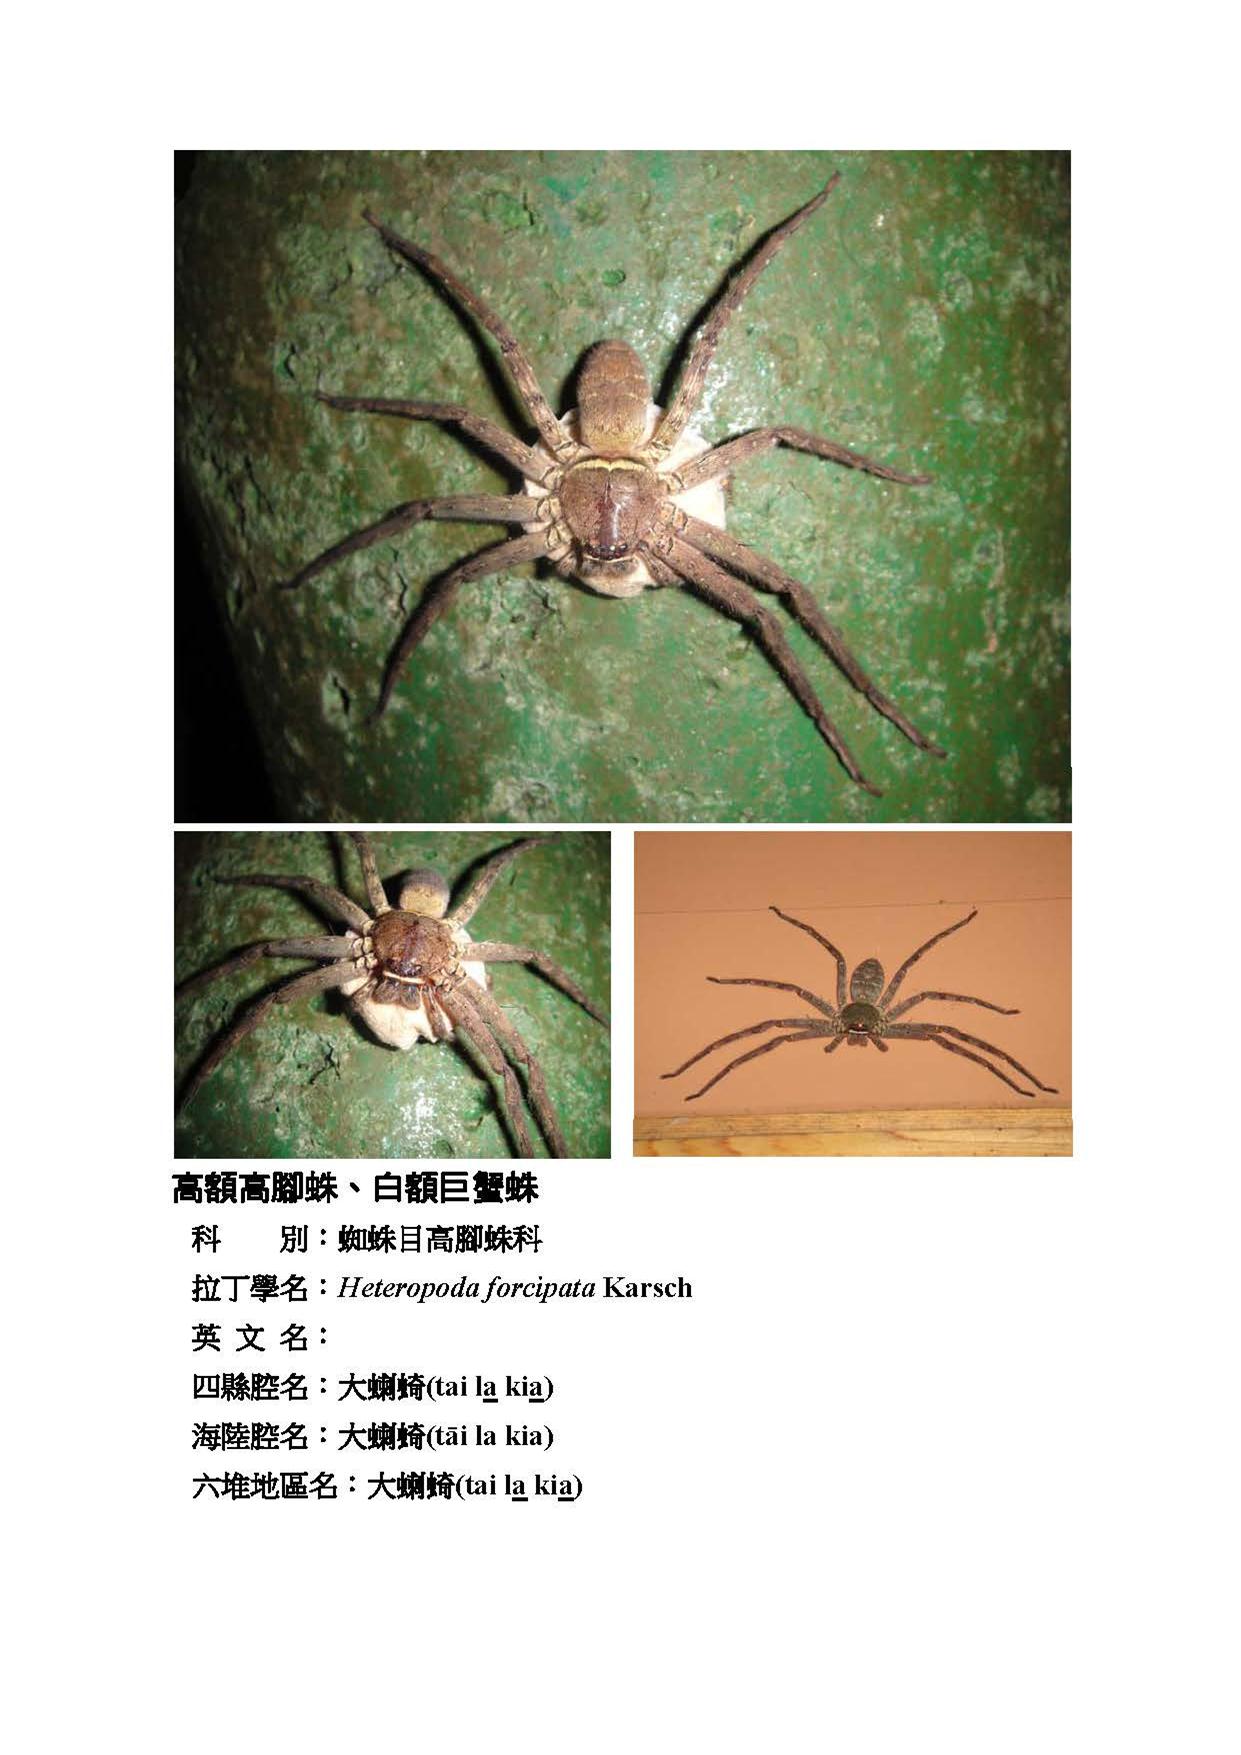 高額高腳蛛、白額巨蟹蛛
科　　別：蜘蛛目高腳蛛科
拉丁學名：Heteropoda forcipata Karsch
英 文 名：
四縣腔名：大蝲蜞(tai la kia)
海陸腔名：大蝲蜞(tāi la kia)
六堆地區名：大蝲蜞(tai la kia)